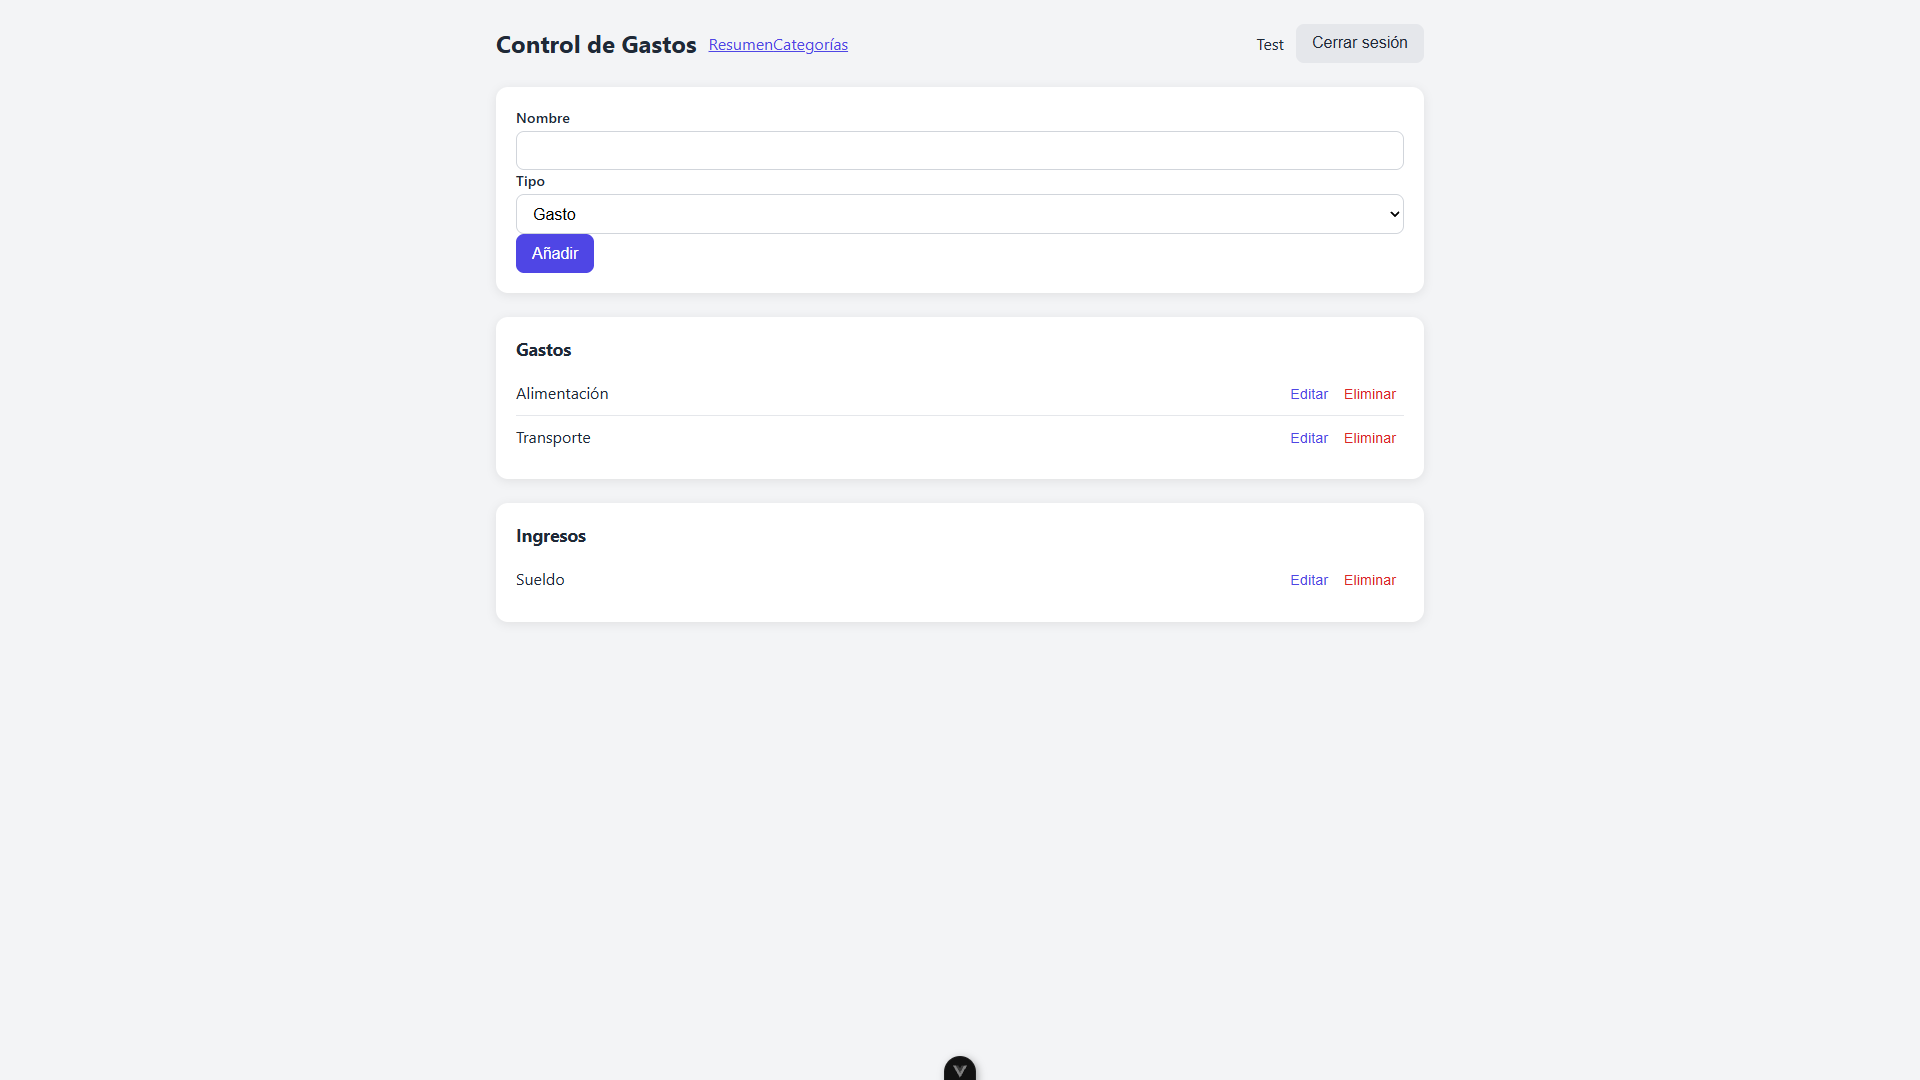 Control de Gastos ResumenCategorías Test Cerrar sesión
Nombre
Tipo
Gasto
Añadir
Gastos
Alimentación Editar Eliminar
Transporte Editar Eliminar
Ingresos
Sueldo Editar Eliminar